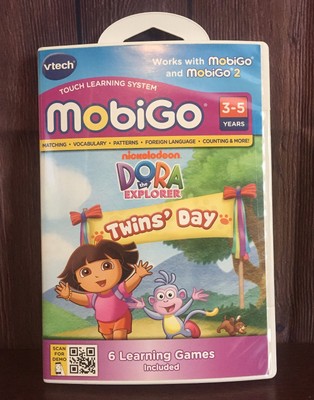 vtech
Works with MobiGo
and MobiGo 2
TOUCH LEARNING SYSTEM
MobiGo
3-5
YEARS
MATCHING • VOCABULARY • PATTERNS • FOREIGN LANGUAGE • COUNTING & MORE!
nickelodeon
DORA
the
EXPLORER
Twins' Day
SCAN
FOR
DEMO
6 Learning Games
Included